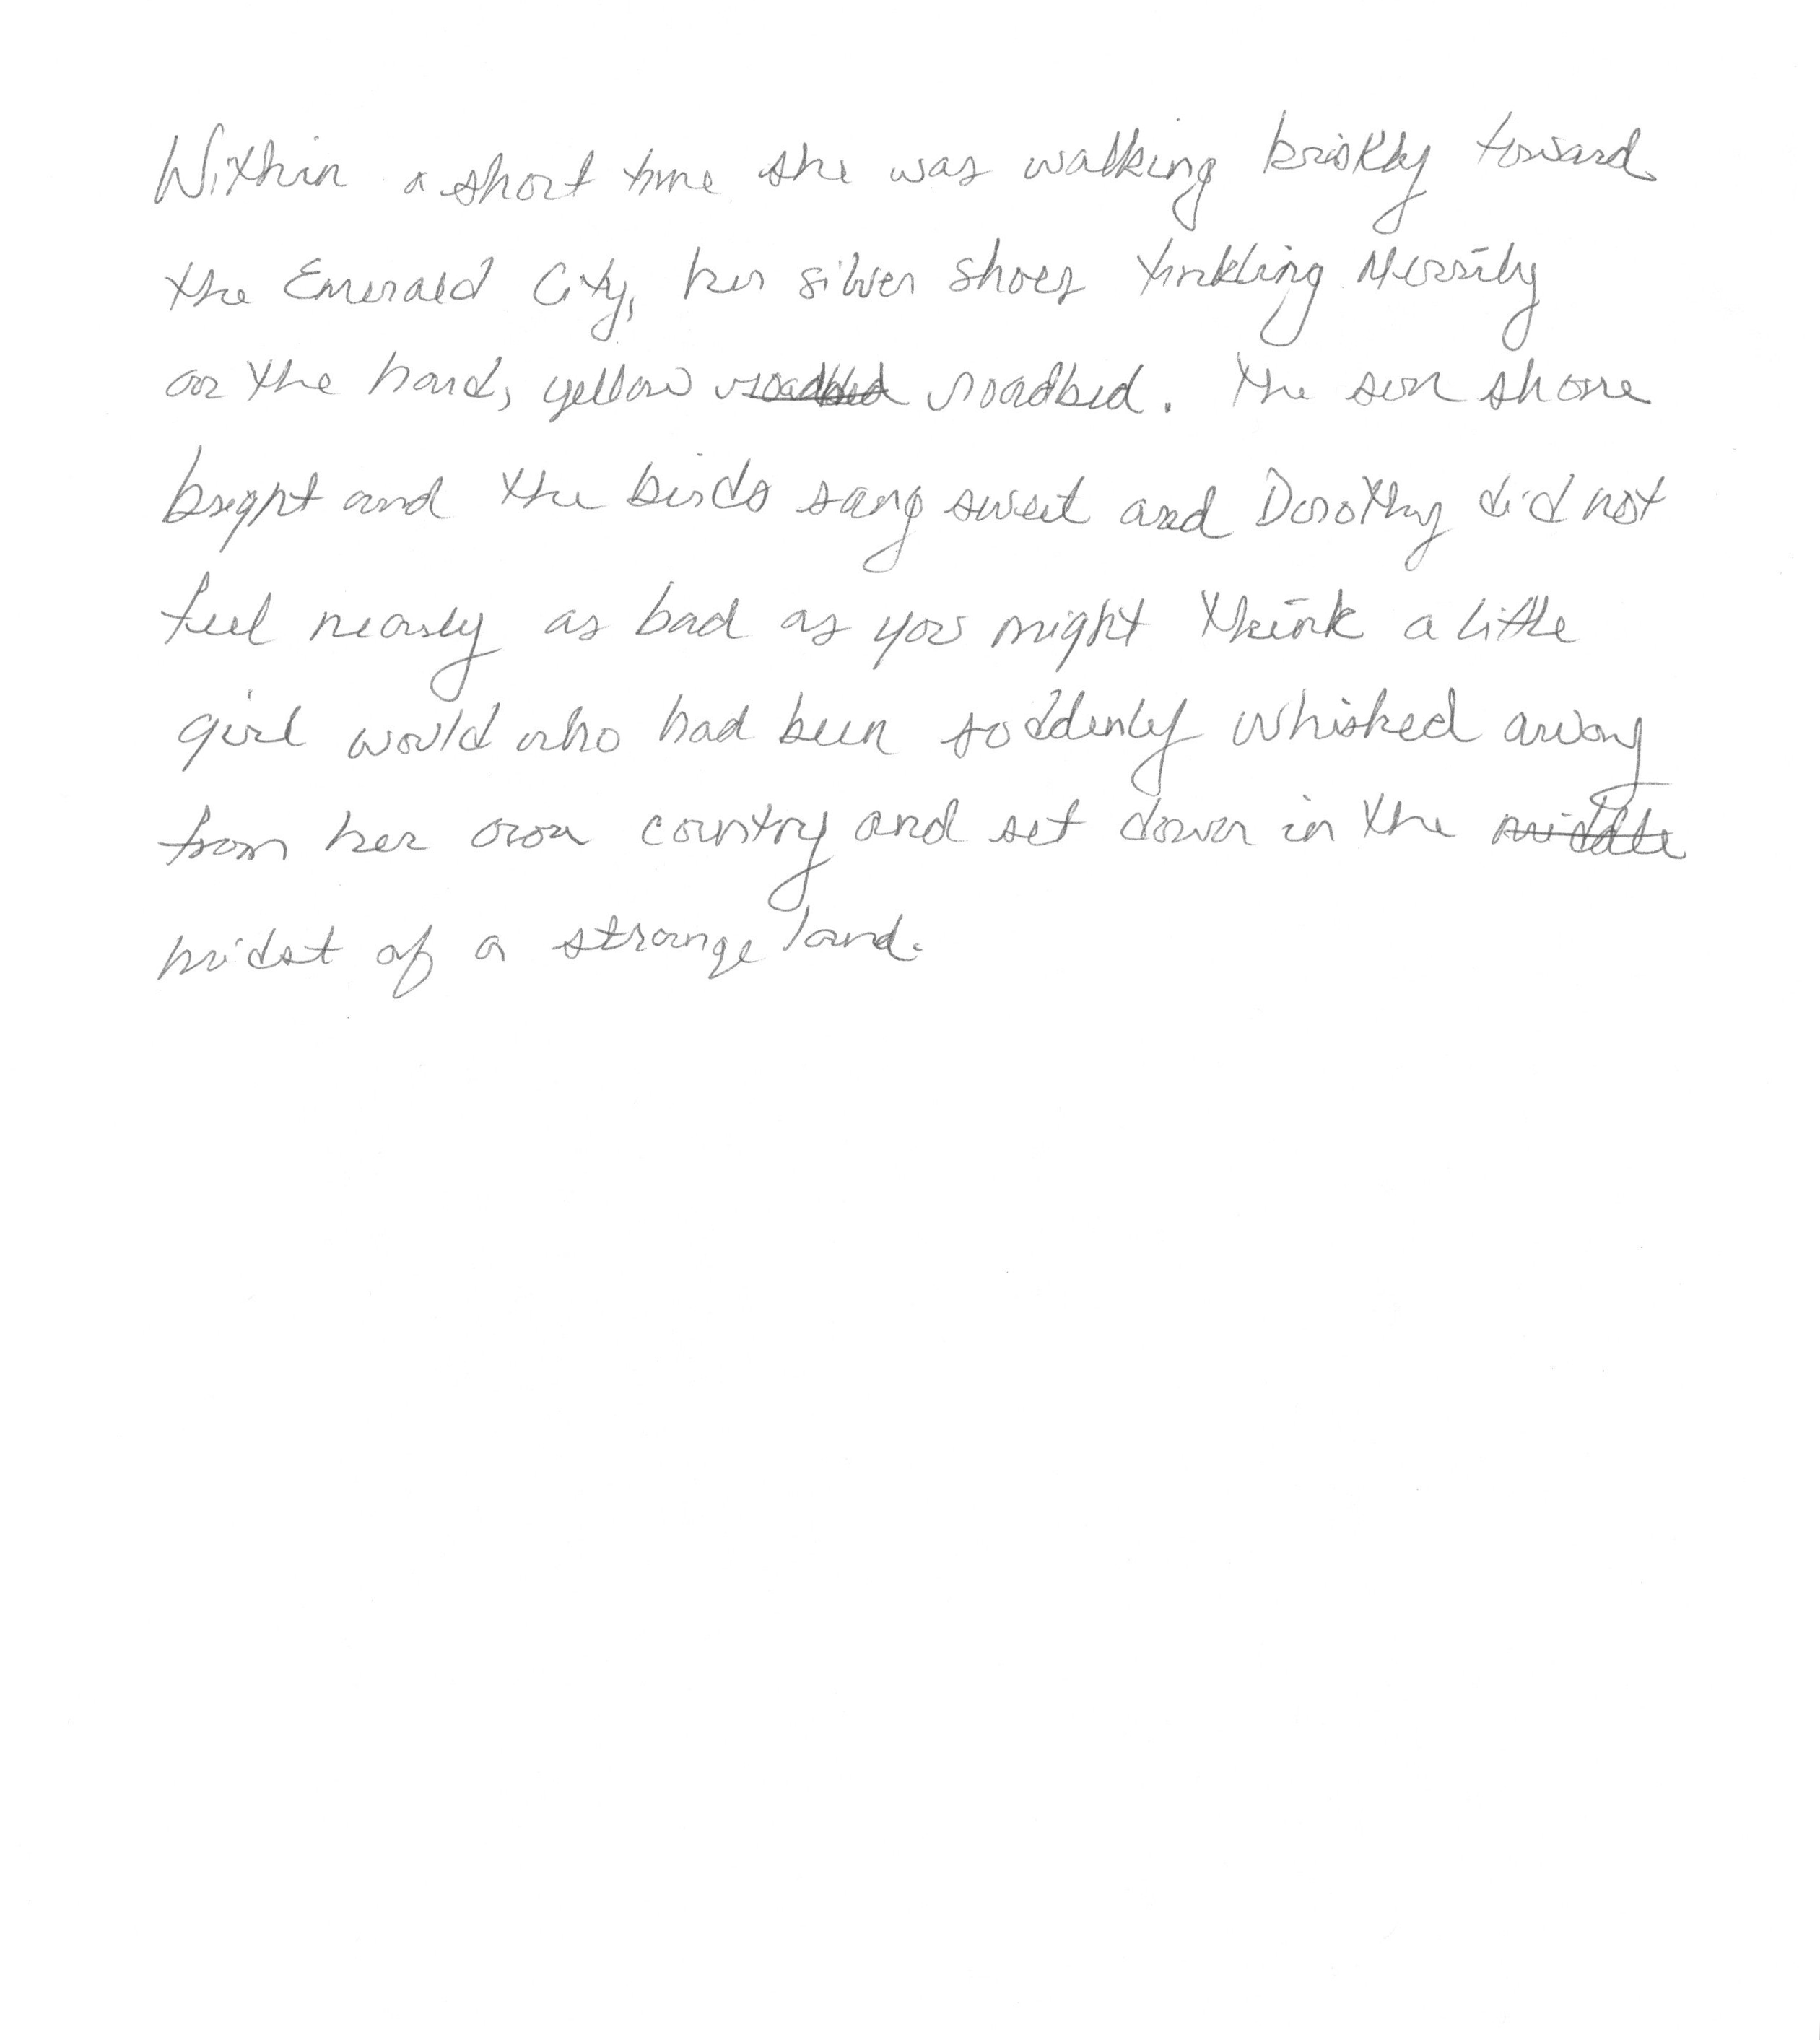 Within a short time she was walking briskly toward
the Emerald City, her silver shoes tinkling Merrily
on the hard, yellow roadbed roadbed. The sun shone
bright and the birds sang sweet and Dorothy did not
feel nearly as bad as you might think a little
girl would who had been suddenly whisked away
from her own country and set down in the middle
midst of a strange land.